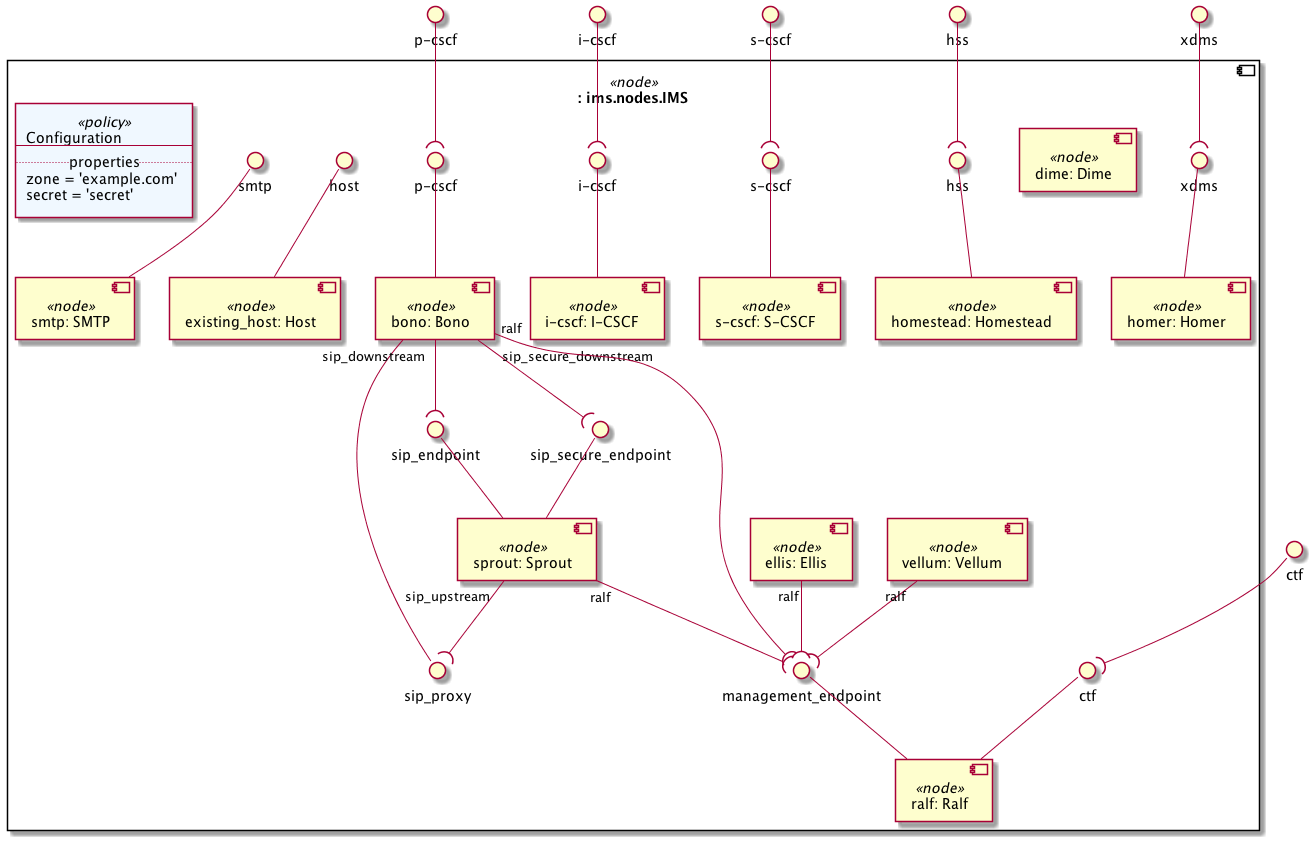 p-cscf
i-cscf
s-cscf
hss
xdms
«node»
: ims.nodes.IMS
«policy»
Configuration
properties
zone = 'example.com'
secret = 'secret'
smtp
host
p-cscf
i-cscf
s-cscf
hss
«node»
dime: Dime
xdms
«node»
smtp: SMTP
«node»
existing_host: Host
«node»
bono: Bono
«node»
i-cscf: I-CSCF
«node»
s-cscf: S-CSCF
«node»
homestead: Homestead
«node»
homer: Homer
ralf
sip_downstream
sip_secure_downstream
sip_endpoint
sip_secure_endpoint
«node»
sprout: Sprout
«node»
ellis: Ellis
«node»
vellum: Vellum
ctf
sip_upstream
ralf
ralf
ralf
sip_proxy
management_endpoint
ctf
«node»
ralf: Ralf